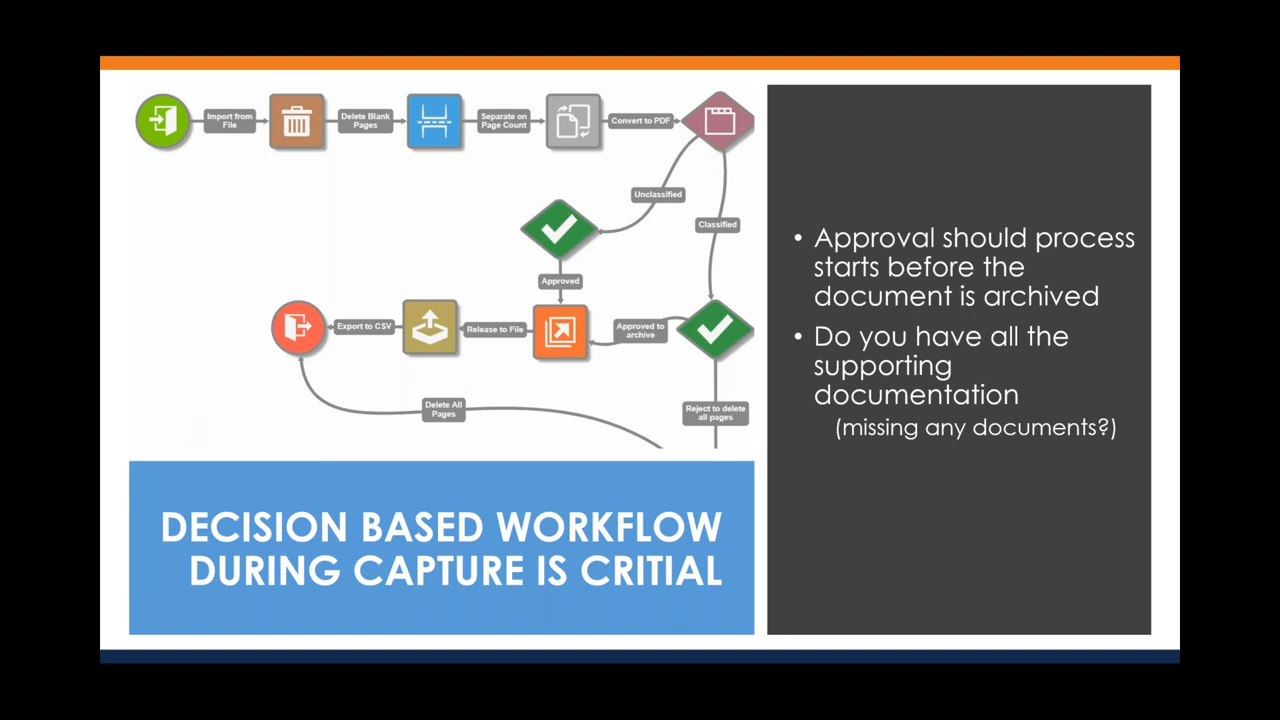 Import from
File
Delete Blank
Pages
Separate on
Page Count
Convert to PDF
Unclassified
Classified
Approved
Export to CSV
Release to File
Approved to
archive
Delete All
Pages
Reject to delete
all pages
DECISION BASED WORKFLOW
DURING CAPTURE IS CRITIAL
• Approval should process
starts before the
document is archived
• Do you have all the
supporting
documentation
(missing any documents?)